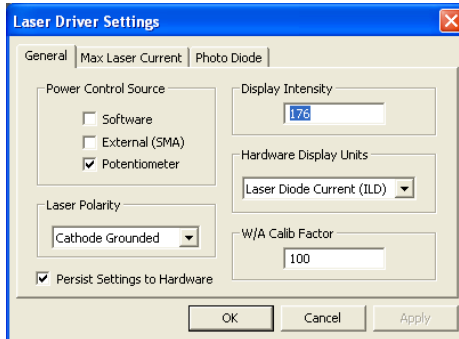 Laser Driver Settings
General
Max Laser Current
Photo Diode
Power Control Source
Software
External (SMA)
Potentiometer
Laser Polarity
Cathode Grounded
Persist Settings to Hardware
Display Intensity
176
Hardware Display Units
Laser Diode Current (ILD)
W/A Calib Factor
100
OK
Cancel
Apply